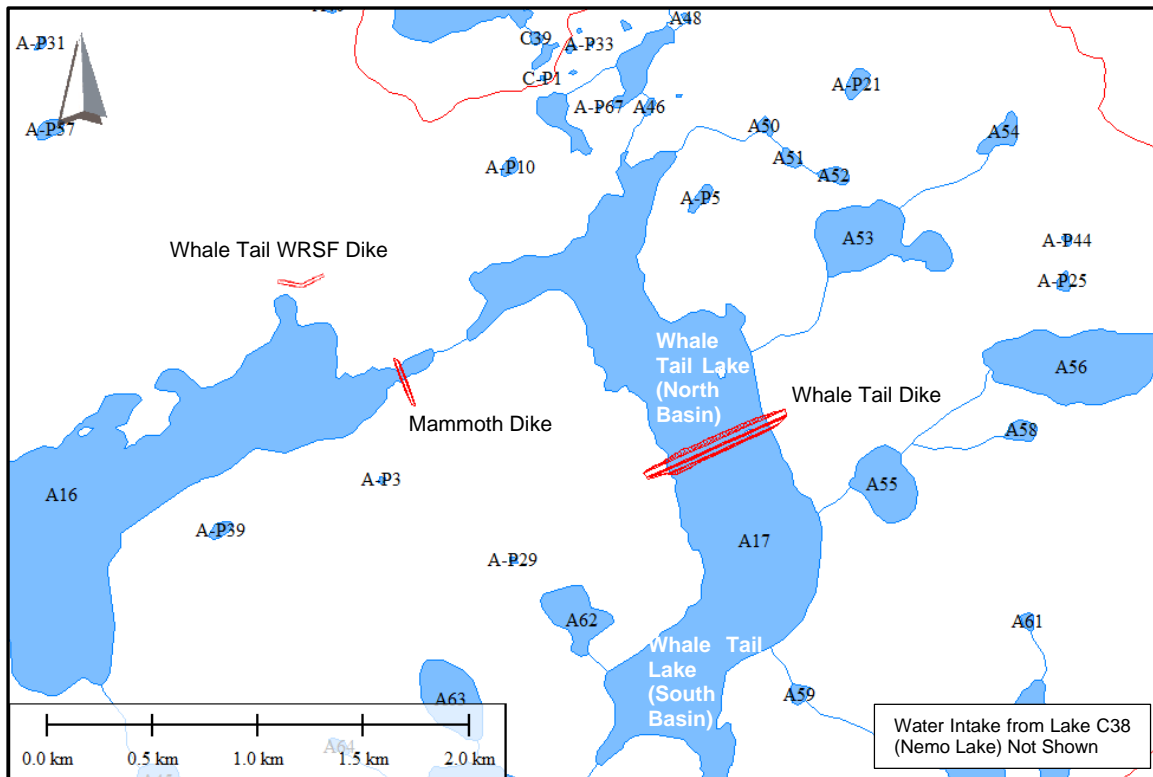 A48
A-P31
C39
A-P33
C-P1
A-P21
A-P67
A46
A-P57
A50
A54
A51
A-P10
A52
A-P5
A53
A-P44
Whale Tail WRSF Dike
A-P25
Whale
Tail Lake
(North
Basin)
A56
Whale Tail Dike
Mammoth Dike
A58
A-P3
A55
A16
A-P39
A17
A-P29
A62
A61
Whale Tail
Lake
(South
Basin)
A63
A59
A64
0.0 km
0.5 km
1.0 km
1.5 km
2.0 km
Water Intake from Lake C38
(Nemo Lake) Not Shown